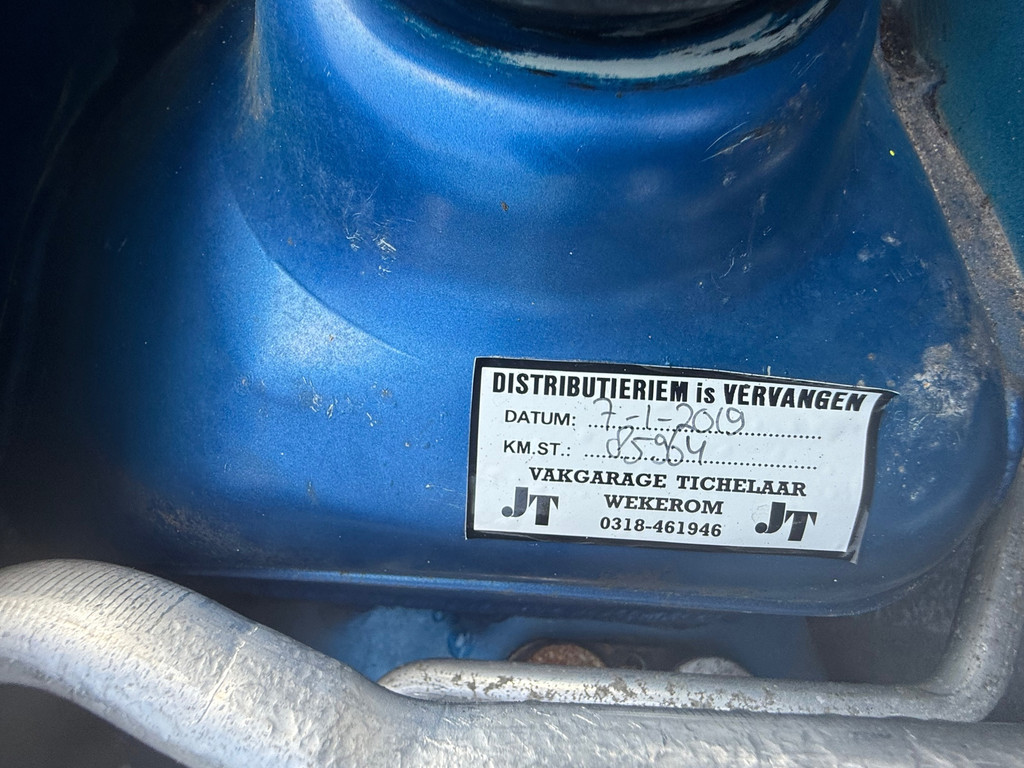 DISTRIBUTIERIEM is VERVANGEN
DATUM: 7-1-2019
KM.ST.: 85964
VAKGARAGE TICHELAAR
JT WEKEROM JT
0318-461946